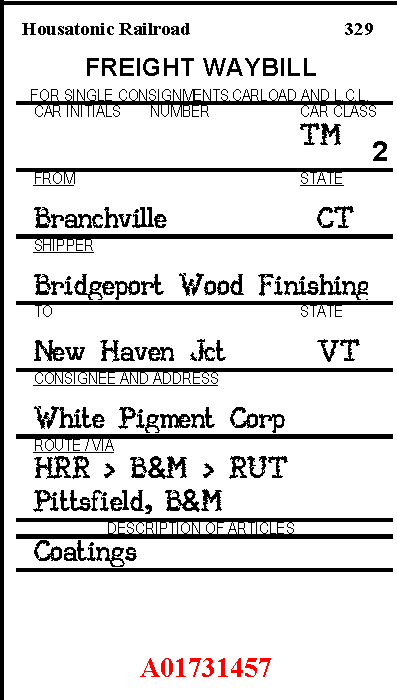 Housatonic Railroad 329
FREIGHT WAYBILL
FOR SINGLE CONSIGNMENTS CARLOAD AND L.C.L.
CAR INITIALS NUMBER CAR CLASS
TM
2
FROM STATE
Branchville CT
SHIPPER
Bridgeport Wood Finishing
TO STATE
New Haven Jct VT
CONSIGNEE AND ADDRESS
White Pigment Corp
ROUTE / VIA
HRR > B&M > RUT
Pittsfield, B&M
DESCRIPTION OF ARTICLES
Coatings
A01731457